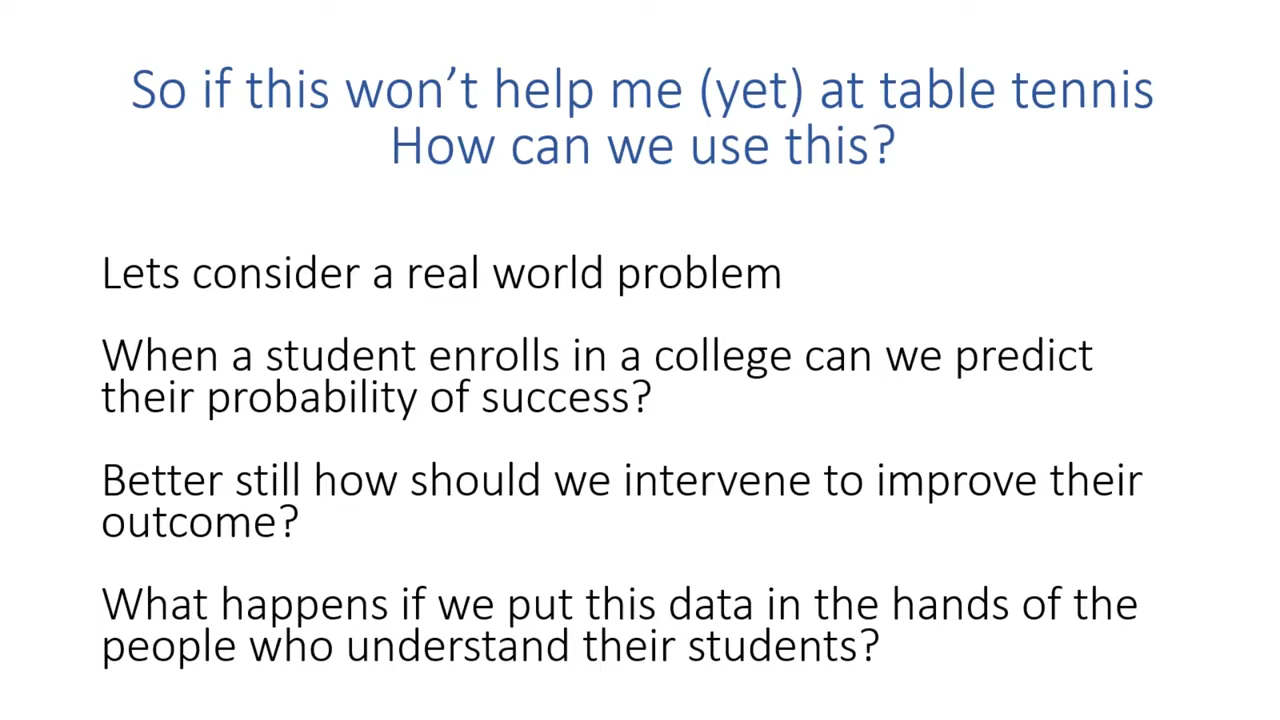 So if this won’t help me (yet) at table tennis
How can we use this?
Lets consider a real world problem
When a student enrolls in a college can we predict
their probability of success?
Better still how should we intervene to improve their
outcome?
What happens if we put this data in the hands of the
people who understand their students?